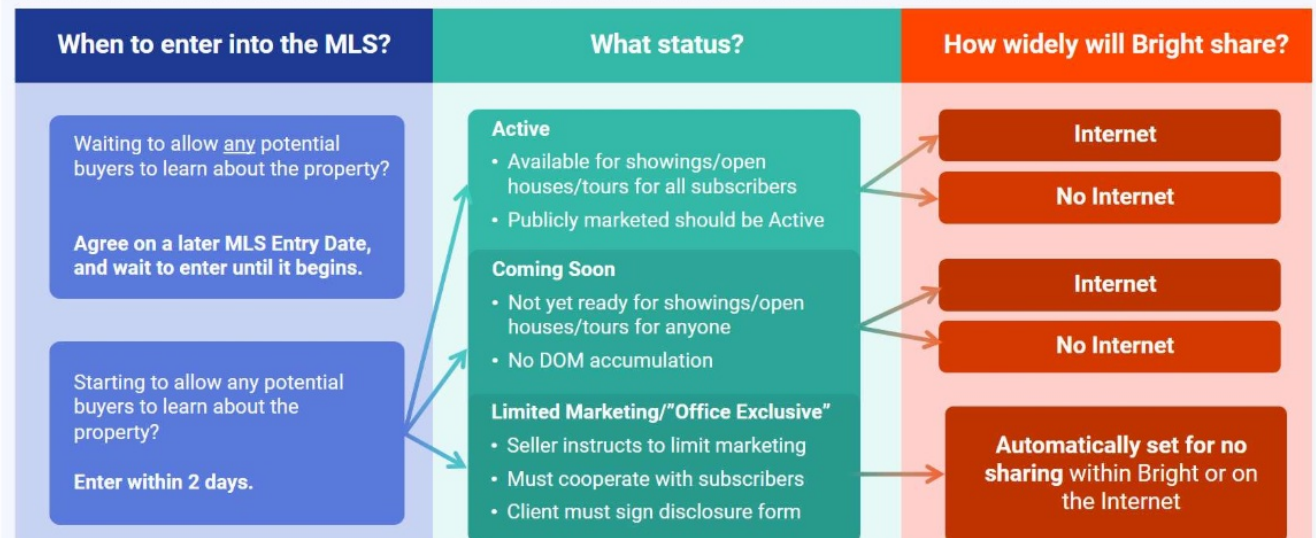 When to enter into the MLS?
What status?
How widely will Bright share?
Waiting to allow any potential
buyers to learn about the property?
Agree on a later MLS Entry Date,
and wait to enter until it begins.
Starting to allow any potential
buyers to learn about the
property?
Enter within 2 days.
Active
• Available for showings/open
houses/tours for all subscribers
• Publicly marketed should be Active
Coming Soon
• Not yet ready for showings/open
houses/tours for anyone
• No DOM accumulation
Limited Marketing/”Office Exclusive”
• Seller instructs to limit marketing
• Must cooperate with subscribers
• Client must sign disclosure form
Internet
No Internet
Internet
No Internet
Automatically set for no
sharing within Bright or on
the Internet